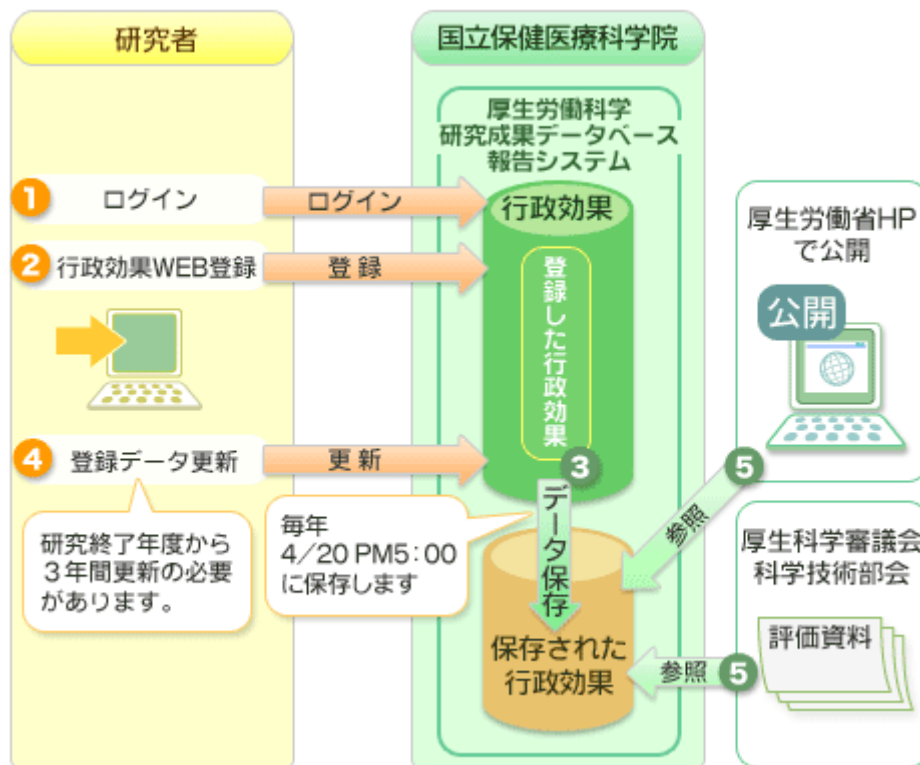 研究者
国立保健医療科学院
厚生労働科学
研究成果データベース
報告システム
1
ログイン
ログイン
行政効果
2
行政効果WEB登録
登録
登録した行政効果
4
登録データ更新
更新
研究終了年度から
3年間更新の必要
があります。
毎年
4/20 PM5:00
に保存します
3
データ保存
保存された
行政効果
厚生労働省HP
で公開
公開
5
参照
厚生科学審議会
科学技術部会
評価資料
5
参照